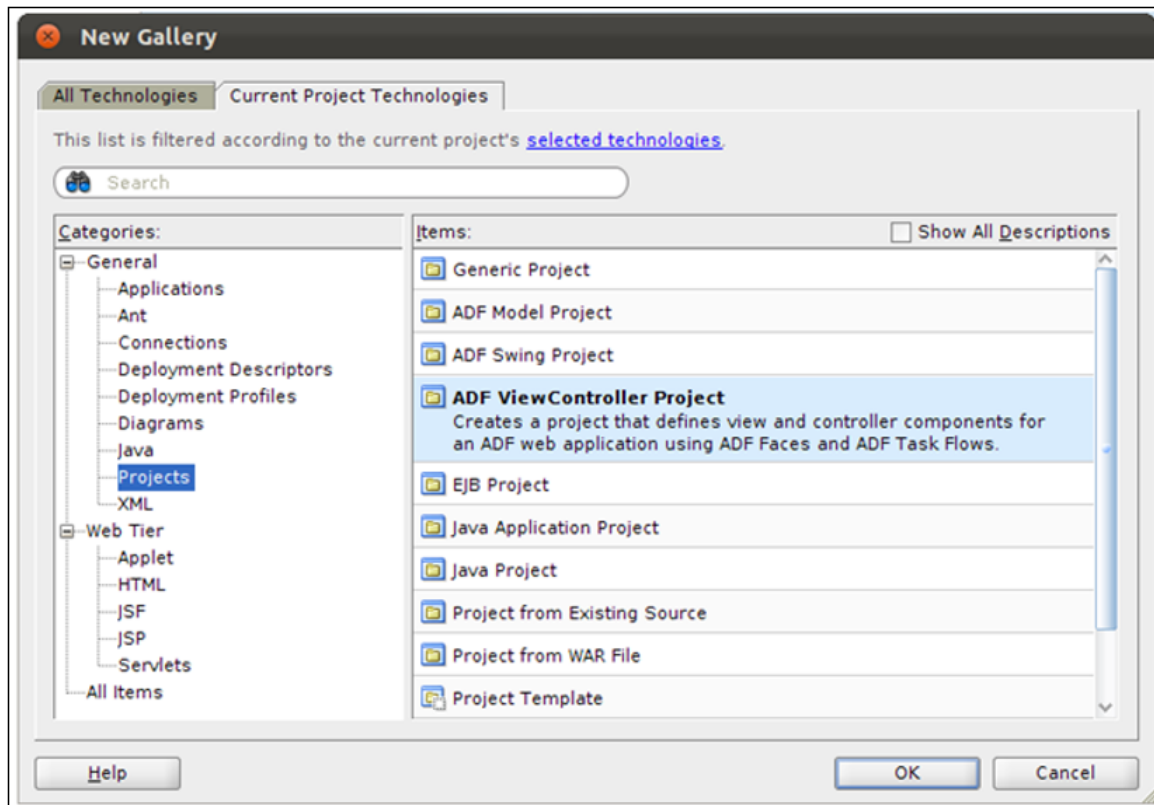 New Gallery
All Technologies
Current Project Technologies
This list is filtered according to the current project's selected technologies.
Search
Categories:
General
Applications
Ant
Connections
Deployment Descriptors
Deployment Profiles
Diagrams
Java
Projects
XML
Web Tier
Applet
HTML
JSF
JSP
Servlets
All Items
Items:
Show All Descriptions
Generic Project
ADF Model Project
ADF Swing Project
ADF ViewController Project
Creates a project that defines view and controller components for
an ADF web application using ADF Faces and ADF Task Flows.
EJB Project
Java Application Project
Java Project
Project from Existing Source
Project from WAR File
Project Template
Help
OK
Cancel